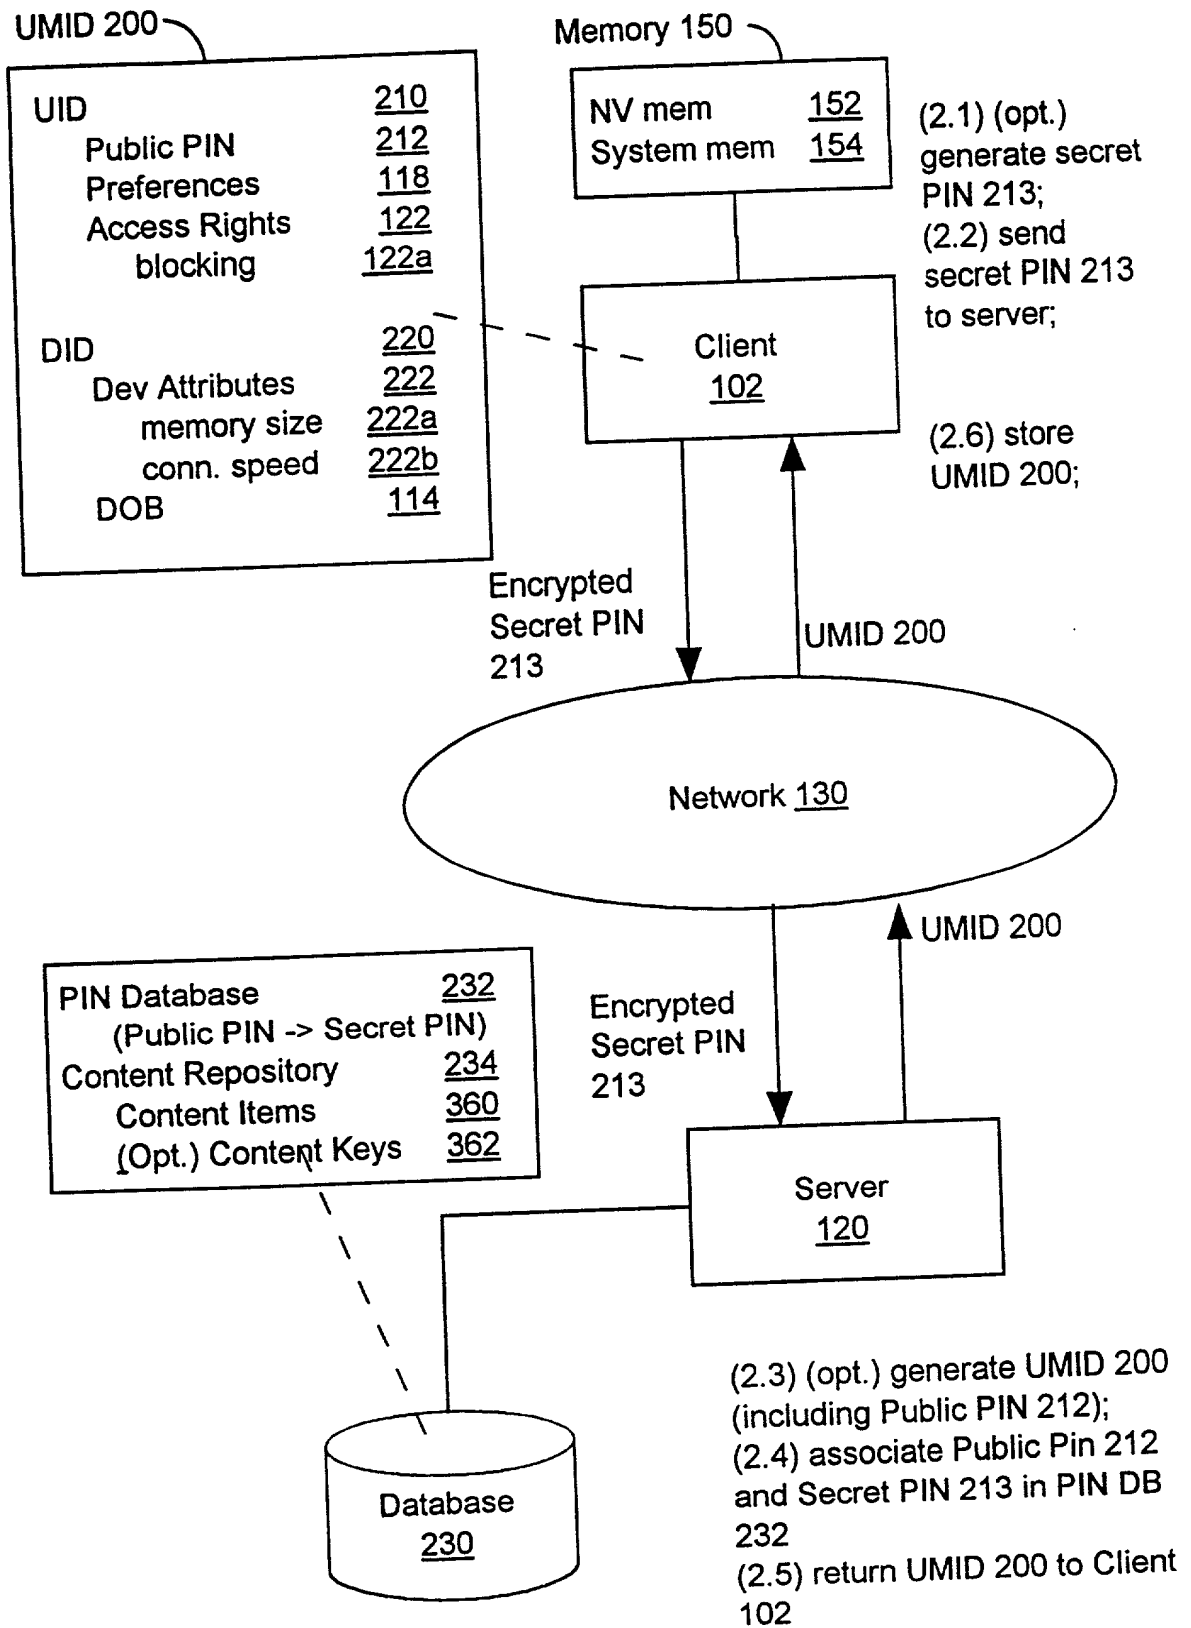 UMID 200
UID 210
Public PIN 212
Preferences 118
Access Rights 122
blocking 122a
DID 220
Dev Attributes 222
memory size 222a
conn. speed 222b
DOB 114
Memory 150
NV mem 152
System mem 154
(2.1) (opt.)
generate secret
PIN 213;
(2.2) send
secret PIN 213
to server;
Client
102
(2.6) store
UMID 200;
Encrypted
Secret PIN
213
UMID 200
Network 130
UMID 200
Encrypted
Secret PIN
213
PIN Database 232
(Public PIN -> Secret PIN)
Content Repository 234
Content Items 360
(Opt.) Content Keys 362
Server
120
Database
230
(2.3) (opt.) generate UMID 200
(including Public PIN 212);
(2.4) associate Public Pin 212
and Secret PIN 213 in PIN DB
232
(2.5) return UMID 200 to Client
102